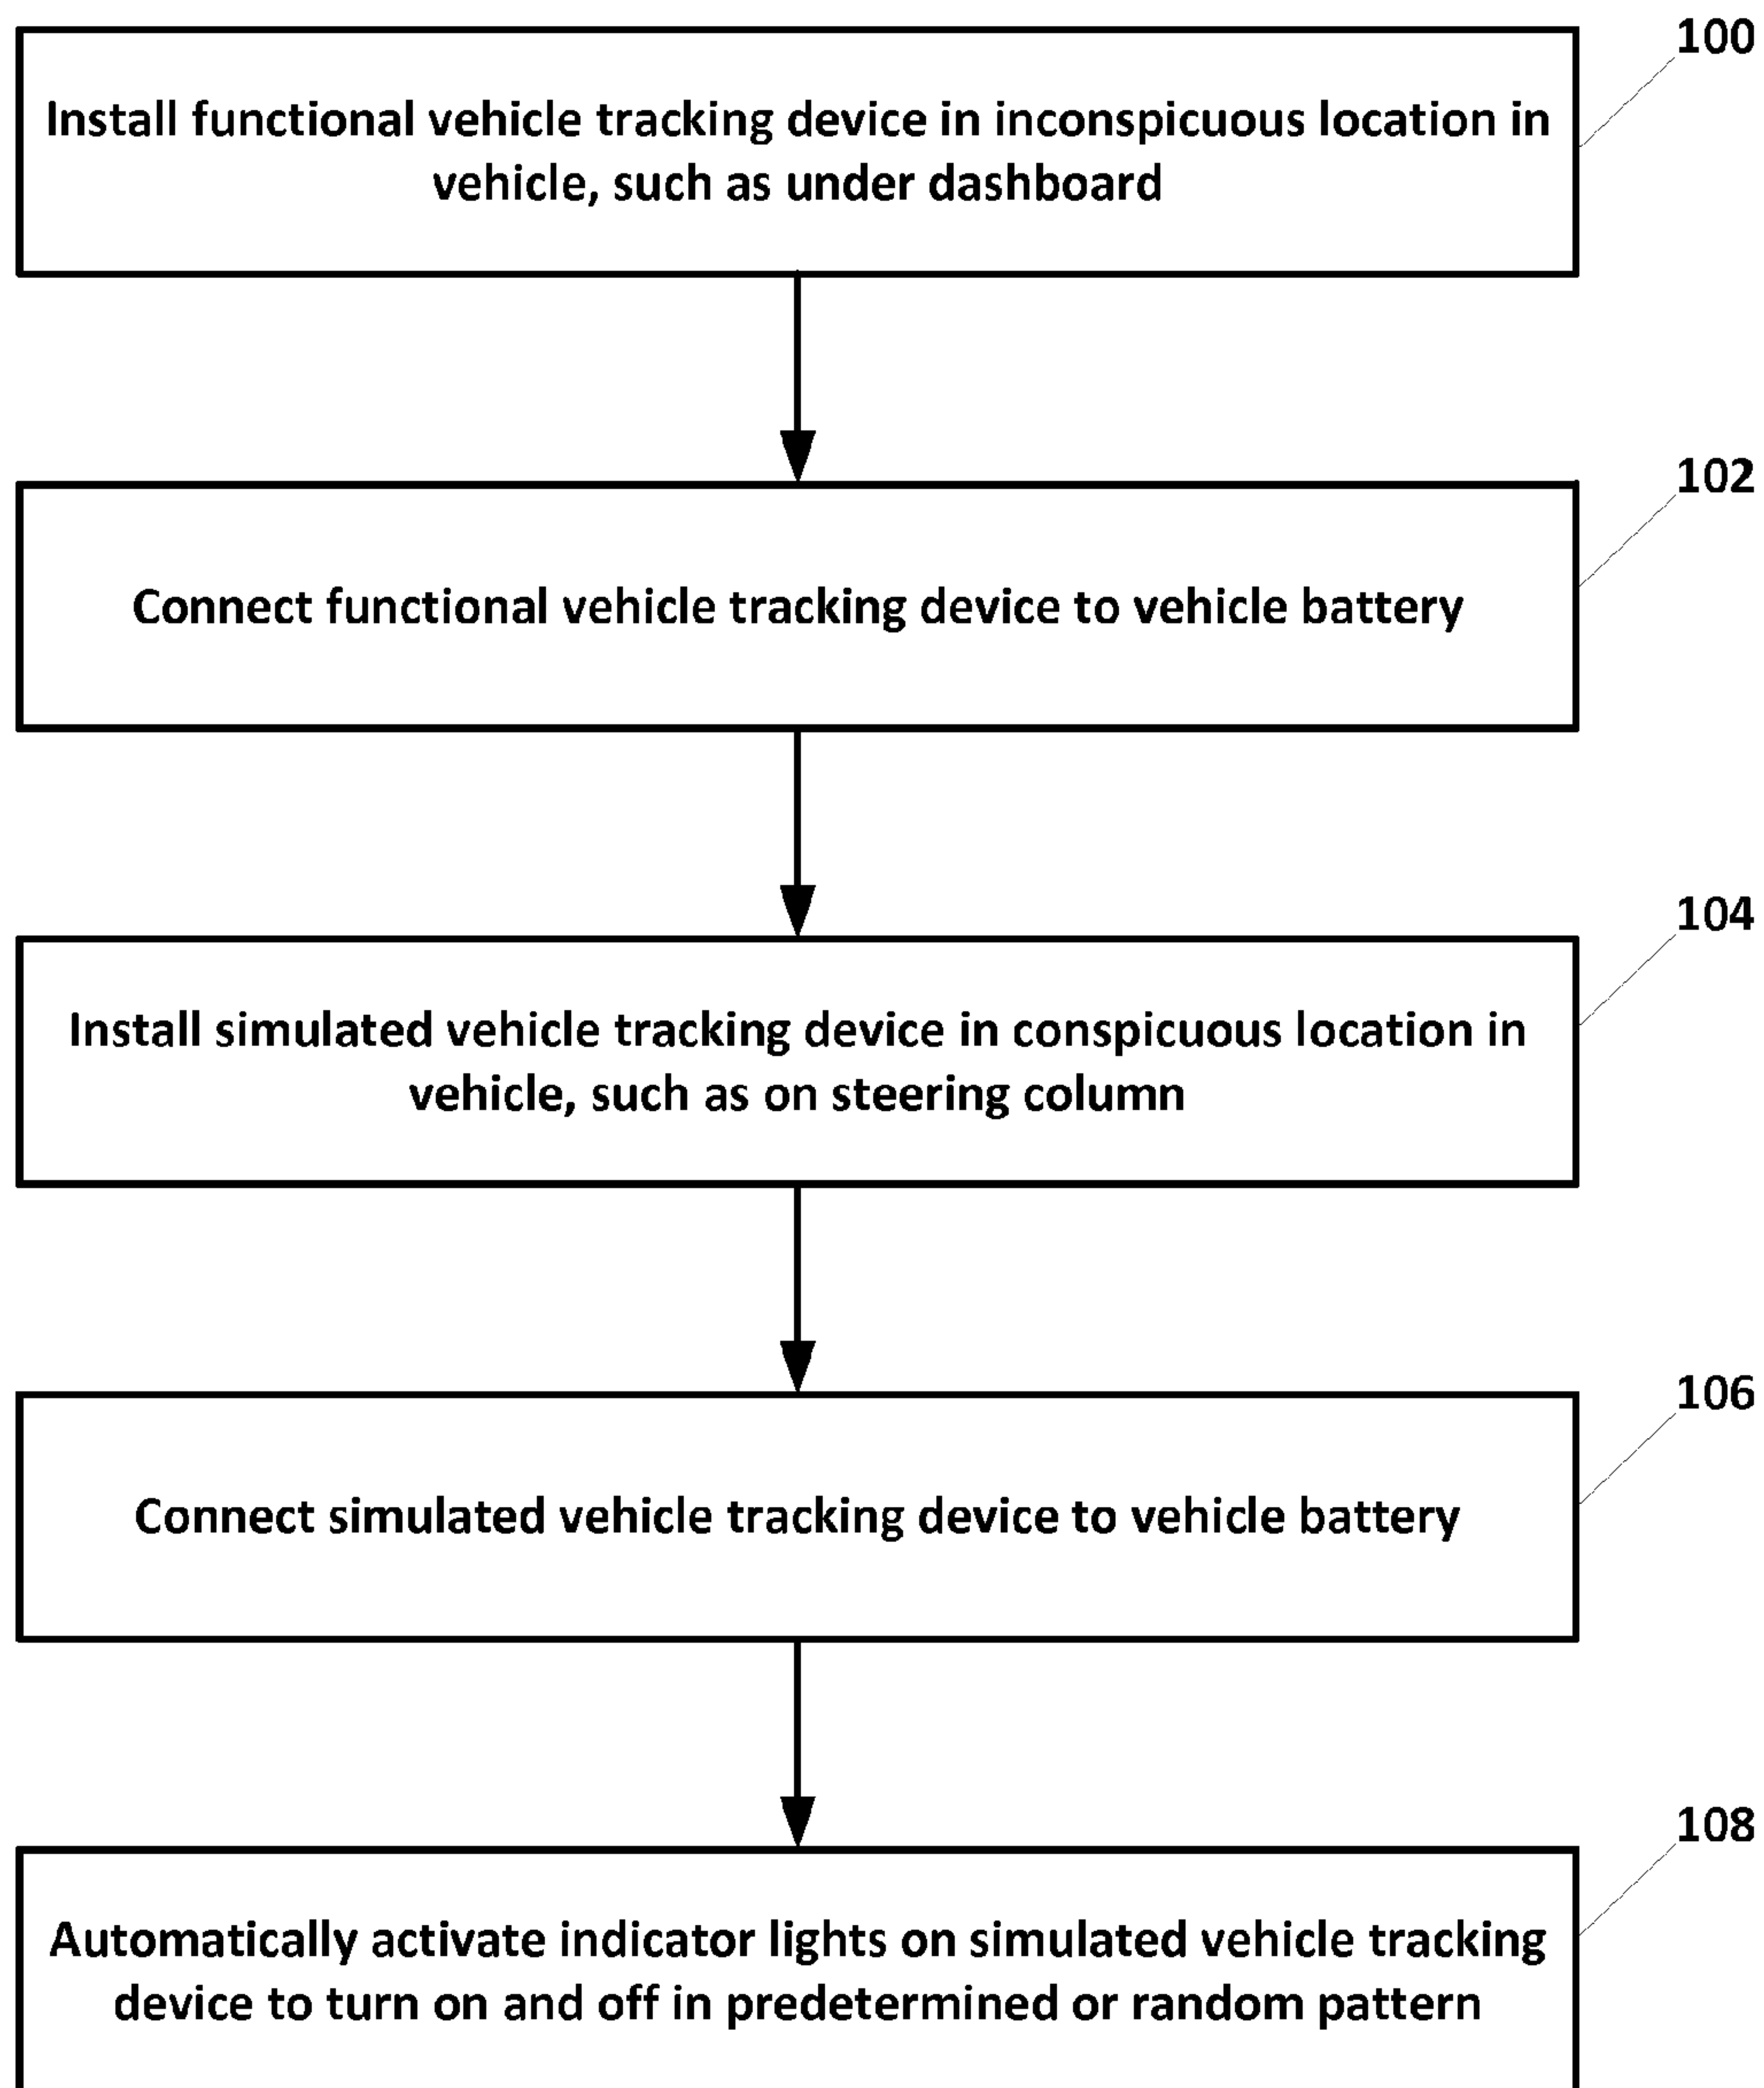 100
Install functional vehicle tracking device in inconspicuous location in
vehicle, such as under dashboard
102
Connect functional vehicle tracking device to vehicle battery
104
Install simulated vehicle tracking device in conspicuous location in
vehicle, such as on steering column
106
Connect simulated vehicle tracking device to vehicle battery
108
Automatically activate indicator lights on simulated vehicle tracking
device to turn on and off in predetermined or random pattern